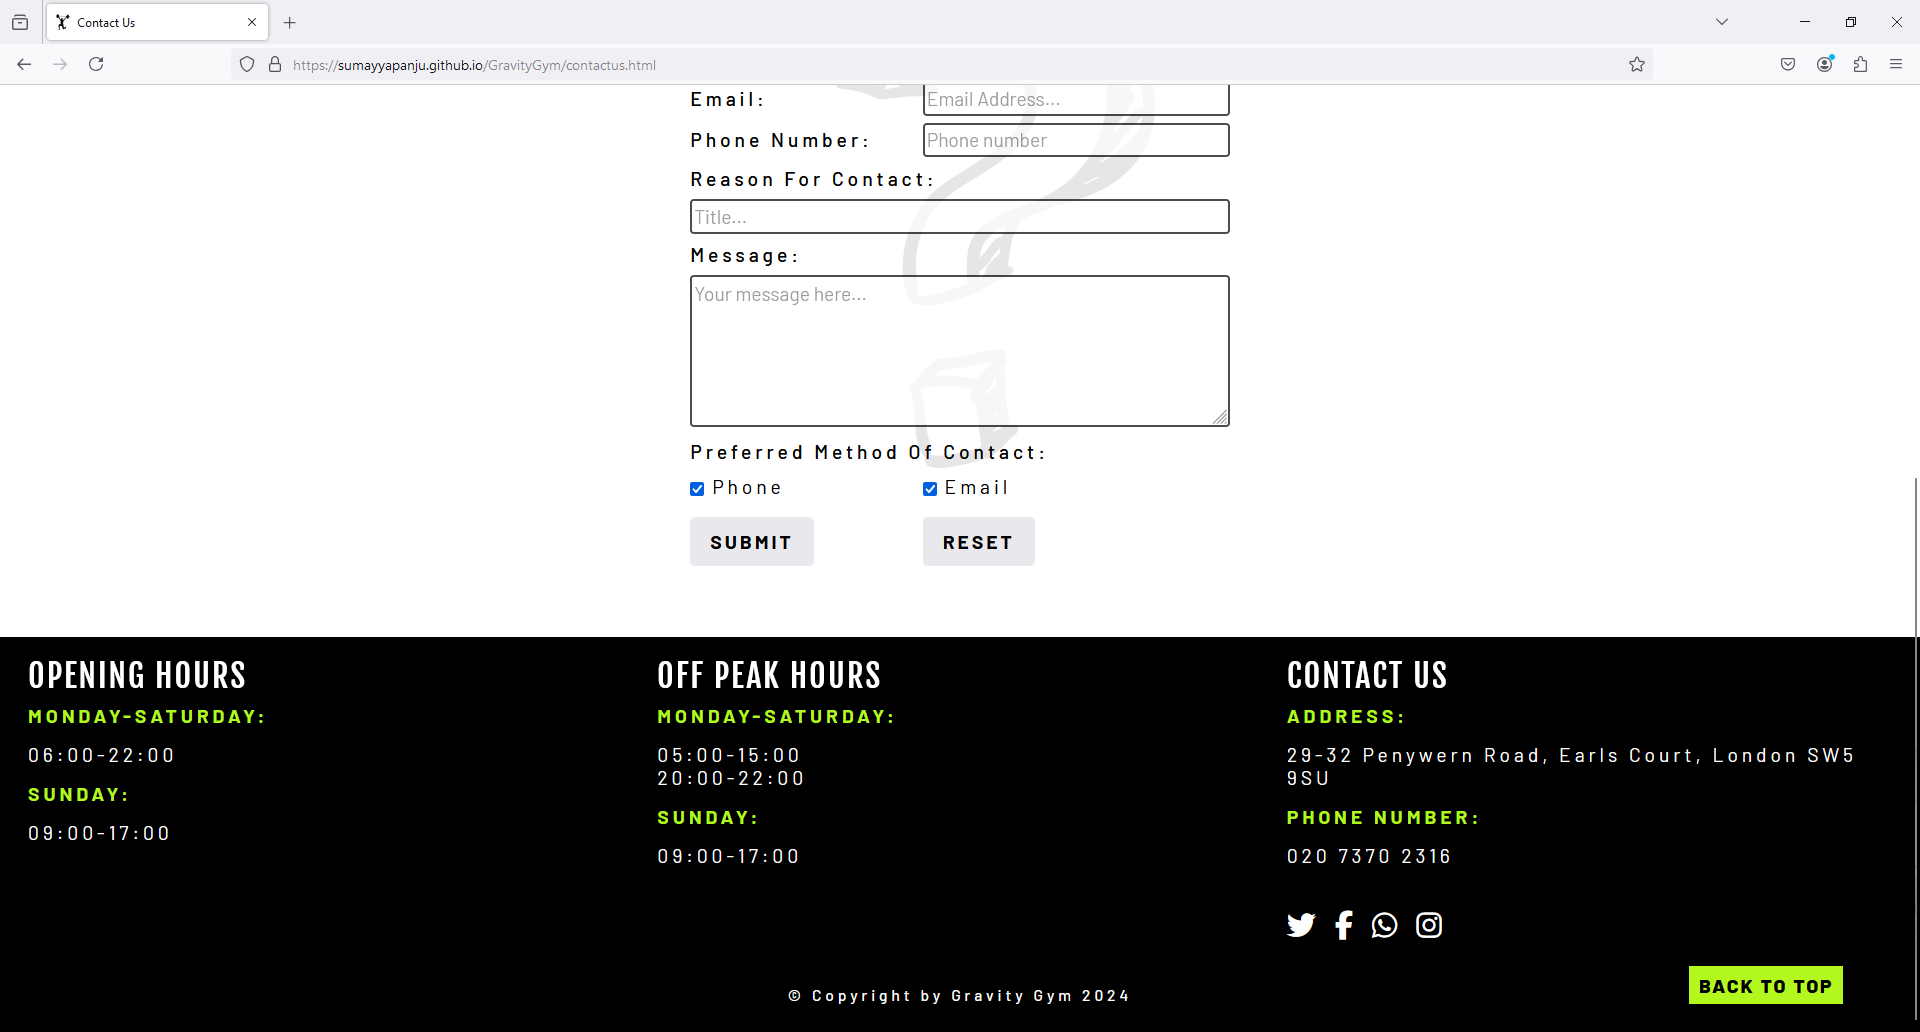 Contact Us
https://sumayyapanju.github.io/GravityGym/contactus.html
Email:
Email Address...
Phone Number:
Phone number
Reason For Contact:
Title...
Message:
Your message here...
Preferred Method Of Contact:
Phone
Email
SUBMIT
RESET
OPENING HOURS
MONDAY-SATURDAY:
06:00-22:00
SUNDAY:
09:00-17:00
OFF PEAK HOURS
MONDAY-SATURDAY:
05:00-15:00
20:00-22:00
SUNDAY:
09:00-17:00
CONTACT US
ADDRESS:
29-32 Penywern Road, Earls Court, London SW5
9SU
PHONE NUMBER:
020 7370 2316
© Copyright by Gravity Gym 2024
BACK TO TOP